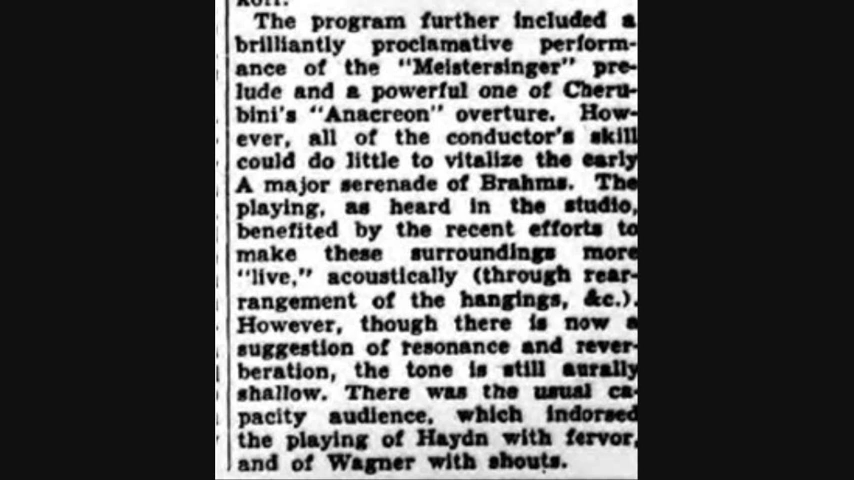 The program further included a
brilliantly proclamative perform-
ance of the "Meistersinger" pre-
lude and a powerful one of Cheru-
bini's "Anacreon" overture. How-
ever, all of the conductor's skill
could do little to vitalize the early
A major serenade of Brahms. The
playing, as heard in the studio,
benefited by the recent efforts to
make these surroundings more
"live," acoustically (through rear-
rangement of the hangings, &c.).
However, though there is now a
suggestion of resonance and rever-
beration, the tone is still aurally
shallow. There was the usual ca-
pacity audience, which indorsed
the playing of Haydn with fervor,
and of Wagner with shouts.